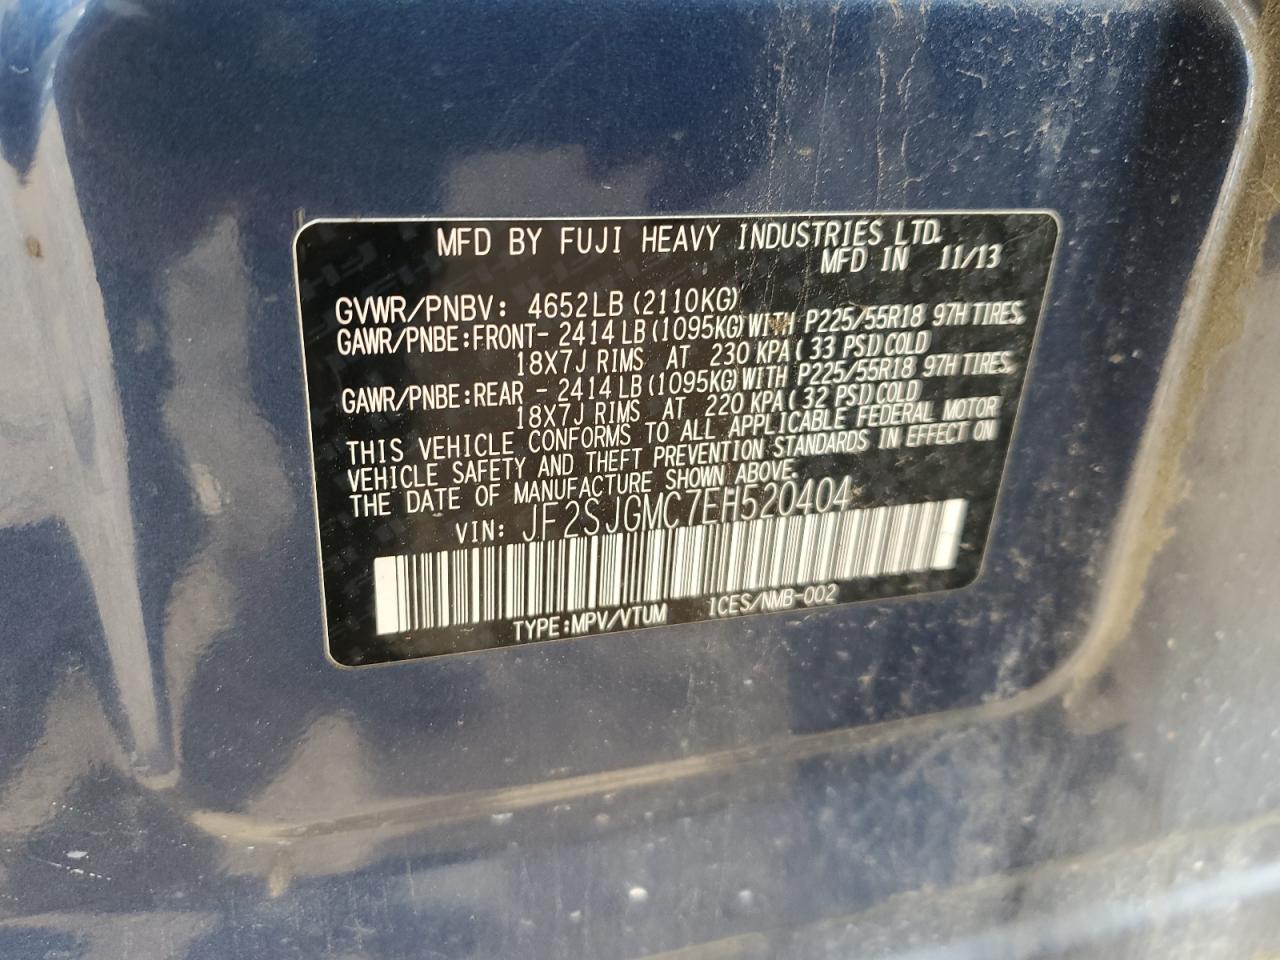 MFD BY FUJI HEAVY INDUSTRIES LTD.
MFD IN 11/13
GVWR/PNBV: 4652LB (2110KG)
GAWR/PNBE:FRONT- 2414LB (1095KG) WITH P225/55R18 97H TIRES,
18X7J RIMS AT 230 KPA (33 PSI) COLD
GAWR/PNBE:REAR - 2414LB (1095KG) WITH P225/55R18 97H TIRES,
18X7J RIMS AT 220 KPA (32 PSI) COLD
THIS VEHICLE CONFORMS TO ALL APPLICABLE FEDERAL MOTOR
VEHICLE SAFETY AND THEFT PREVENTION STANDARDS IN EFFECT ON
THE DATE OF MANUFACTURE SHOWN ABOVE.
VIN: JF2SJGMC7EH520404
TYPE:MPV/VTUM ICES/NMB-002